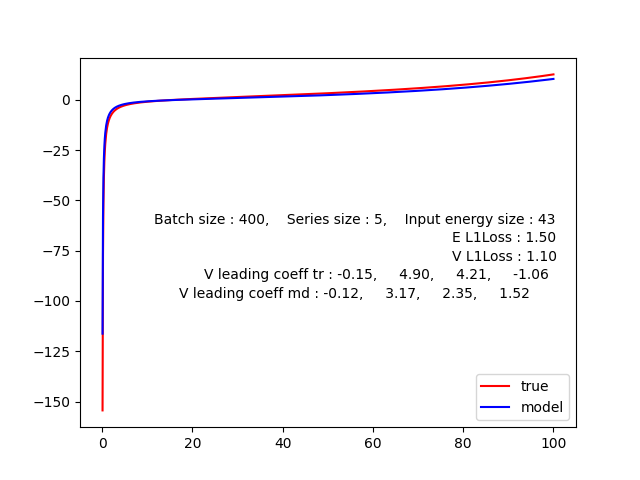 0
−25
−50
−75
−100
−125
−150
Batch size : 400,    Series size : 5,    Input energy size : 43
E L1Loss : 1.50
V L1Loss : 1.10
V leading coeff tr : -0.15,     4.90,     4.21,     -1.06
V leading coeff md : -0.12,     3.17,     2.35,     1.52
true
model
0 20 40 60 80 100